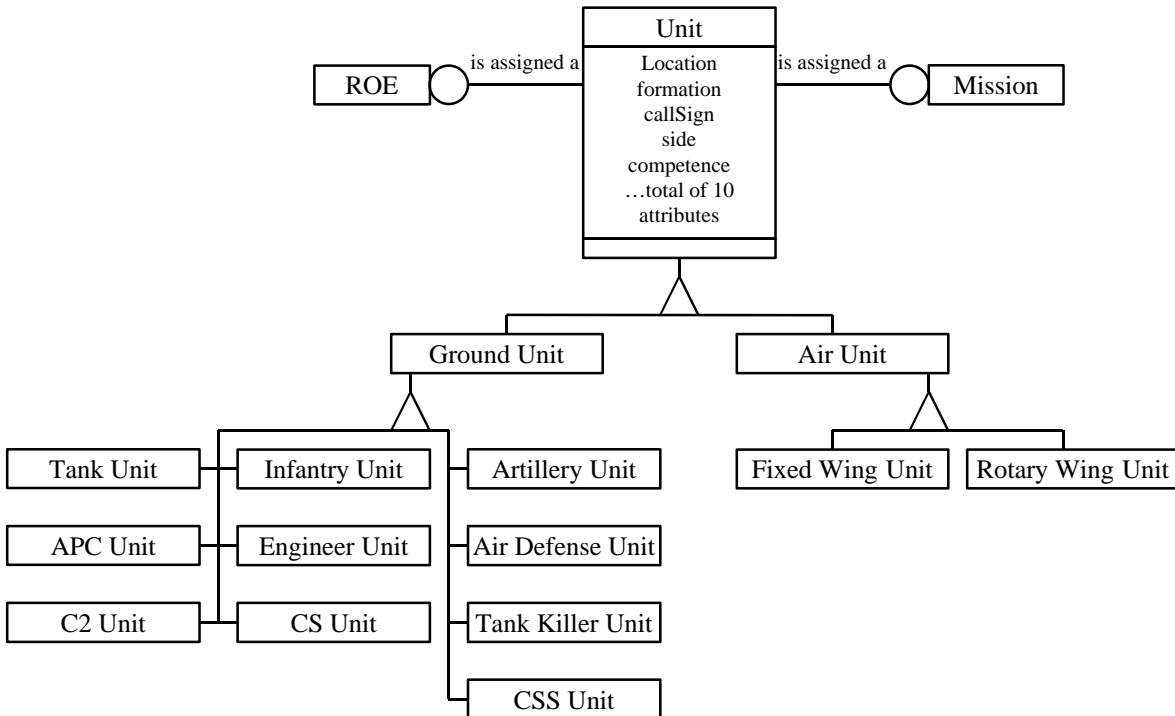 Unit
is assigned a
is assigned a
ROE
Location
formation
callSign
side
competence
…total of 10
attributes
Mission
Ground Unit
Air Unit
Tank Unit
Infantry Unit
Artillery Unit
Fixed Wing Unit
Rotary Wing Unit
APC Unit
Engineer Unit
Air Defense Unit
C2 Unit
CS Unit
Tank Killer Unit
CSS Unit